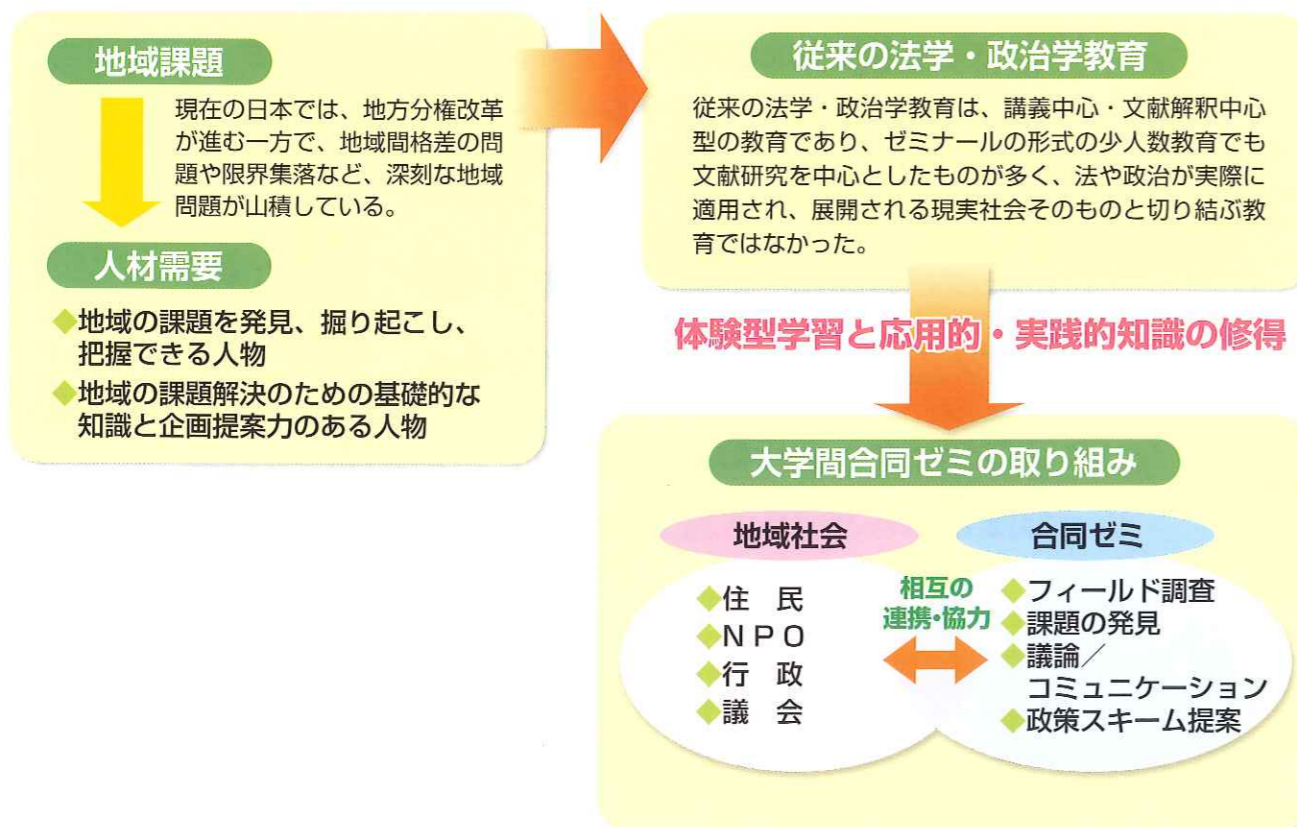 地域課題
現在の日本では、地方分権改革
が進む一方で、地域間格差の問
題や限界集落など、深刻な地域
問題が山積している。
人材需要
◆地域の課題を発見、掘り起こし、
把握できる人物
◆地域の課題解決のための基礎的な
知識と企画提案力のある人物
従来の法学・政治学教育
従来の法学・政治学教育は、講義中心・文献解釈中心
型の教育であり、ゼミナールの形式の少人数教育でも
文献研究を中心としたものが多く、法や政治が実際に
適用され、展開される現実社会そのものと切り結ぶ教
育ではなかった。
体験型学習と応用的・実践的知識の修得
大学間合同ゼミの取り組み
地域社会
◆住　民
◆ＮＰＯ
◆行　政
◆議　会
相互の
連携・協力
合同ゼミ
◆フィールド調査
◆課題の発見
◆議論／
コミュニケーション
◆政策スキーム提案